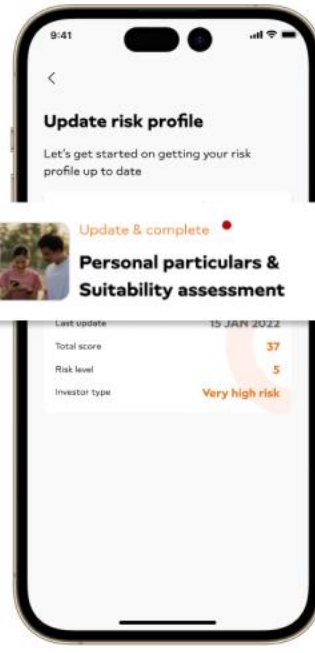 9:41
Update risk profile
Let's get started on getting your risk
profile up to date
Update & complete
Personal particulars &
Suitability assessment
Last update 15 JAN 2022
Total score 37
Risk level 5
Investor type Very high risk